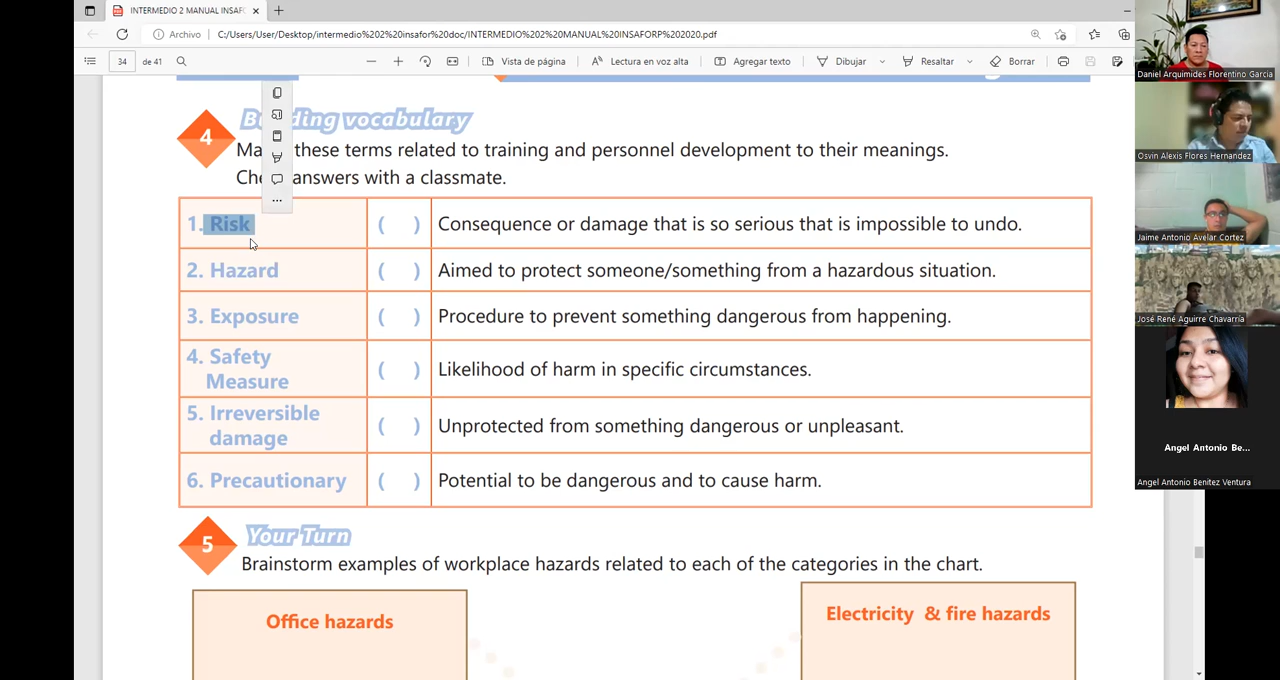 INTERMEDIO 2 MANUAL INSAF
Archivo C:/Users/User/Desktop/intermedio%202%20insafor%20doc/INTERMEDIO%202%20MANUAL%20INSAFORP%202020.pdf
34 de 41 Vista de página Lectura en voz alta Agregar texto Dibujar Resaltar Borrar
4 vocabulary
these terms related to training and personnel development to their meanings.
answers with a classmate.
1. Risk ( ) Consequence or damage that is so serious that is impossible to undo.
2. Hazard ( ) Aimed to protect someone/something from a hazardous situation.
3. Exposure ( ) Procedure to prevent something dangerous from happening.
4. Safety
Measure ( ) Likelihood of harm in specific circumstances.
5. Irreversible
damage ( ) Unprotected from something dangerous or unpleasant.
6. Precautionary ( ) Potential to be dangerous and to cause harm.
5 Your Turn
Brainstorm examples of workplace hazards related to each of the categories in the chart.
Office hazards
Electricity & fire hazards
Daniel Arquimides Florentino Garcia
Osvin Alexis Flores Hernandez
Jaime Antonio Avelar Cortez
José René Aguirre Chavarría
Angel Antonio Be...
Angel Antonio Benitez Ventura